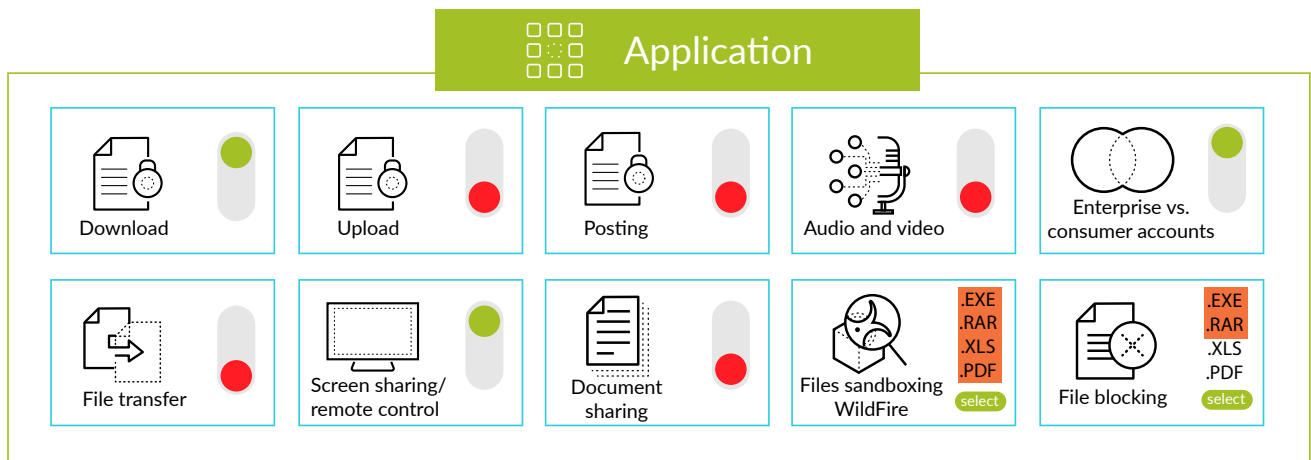 Application
Download
Upload
Posting
Audio and video
Enterprise vs.
consumer accounts
File transfer
Screen sharing/
remote control
Document
sharing
Files sandboxing
WildFire
.EXE
.RAR
.XLS
.PDF
select
File blocking
.EXE
.RAR
.XLS
.PDF
select